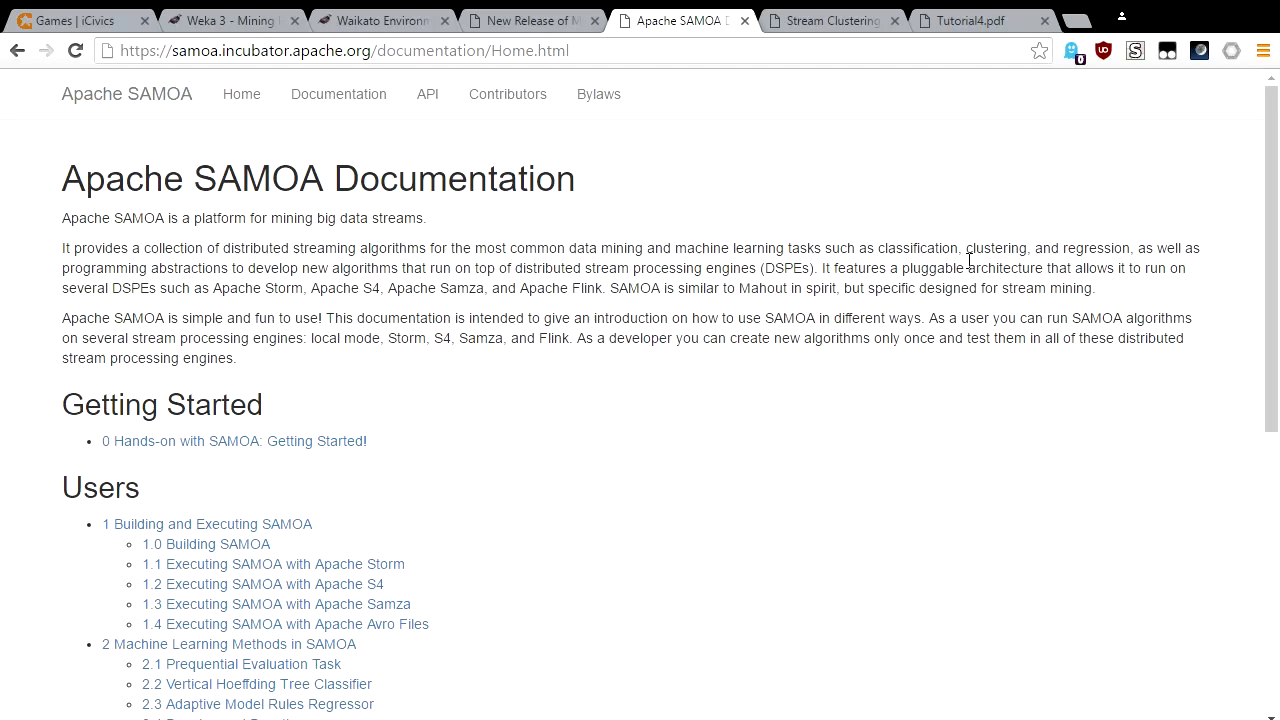 Games | iCivics
Weka 3 - Mining
Waikato Environm
New Release of M
Apache SAMOA D
Stream Clustering
Tutorial4.pdf
https://samoa.incubator.apache.org/documentation/Home.html
Apache SAMOA Home Documentation API Contributors Bylaws
Apache SAMOA Documentation
Apache SAMOA is a platform for mining big data streams.
It provides a collection of distributed streaming algorithms for the most common data mining and machine learning tasks such as classification, clustering, and regression, as well as
programming abstractions to develop new algorithms that run on top of distributed stream processing engines (DSPEs). It features a pluggable architecture that allows it to run on
several DSPEs such as Apache Storm, Apache S4, Apache Samza, and Apache Flink. SAMOA is similar to Mahout in spirit, but specific designed for stream mining.
Apache SAMOA is simple and fun to use! This documentation is intended to give an introduction on how to use SAMOA in different ways. As a user you can run SAMOA algorithms
on several stream processing engines: local mode, Storm, S4, Samza, and Flink. As a developer you can create new algorithms only once and test them in all of these distributed
stream processing engines.
Getting Started
• 0 Hands-on with SAMOA: Getting Started!
Users
• 1 Building and Executing SAMOA
◦ 1.0 Building SAMOA
◦ 1.1 Executing SAMOA with Apache Storm
◦ 1.2 Executing SAMOA with Apache S4
◦ 1.3 Executing SAMOA with Apache Samza
◦ 1.4 Executing SAMOA with Apache Avro Files
• 2 Machine Learning Methods in SAMOA
◦ 2.1 Prequential Evaluation Task
◦ 2.2 Vertical Hoeffding Tree Classifier
◦ 2.3 Adaptive Model Rules Regressor